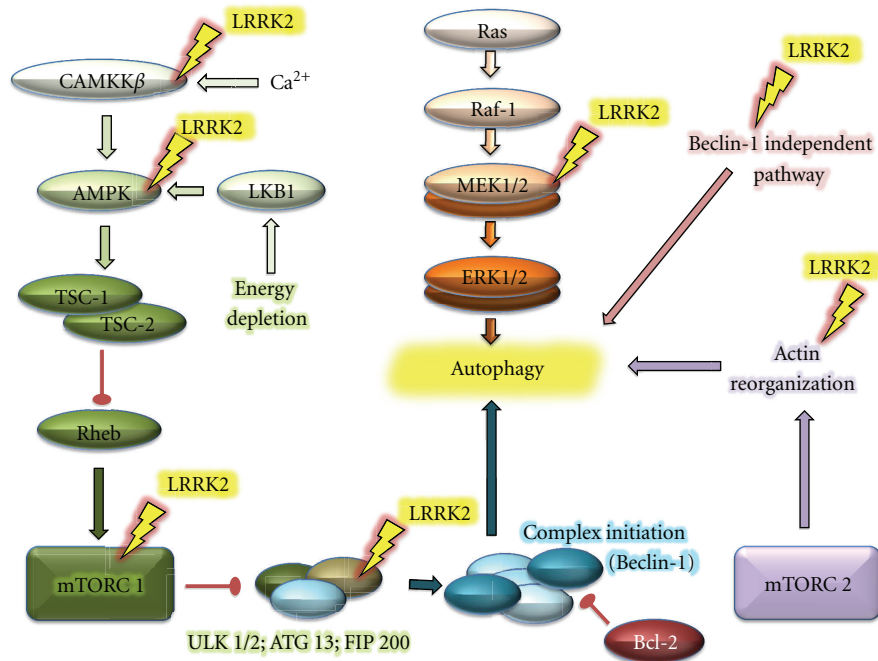 LRRK2
CAMKKβ
Ca2+
LRRK2
AMPK
LKB1
TSC-1
TSC-2
Energy
depletion
Rheb
LRRK2
mTORC 1
LRRK2
ULK 1/2; ATG 13; FIP 200
Ras
Raf-1
LRRK2
MEK1/2
ERK1/2
Autophagy
Complex initiation
(Beclin-1)
Bcl-2
LRRK2
Beclin-1 independent
pathway
LRRK2
Actin
reorganization
mTORC 2